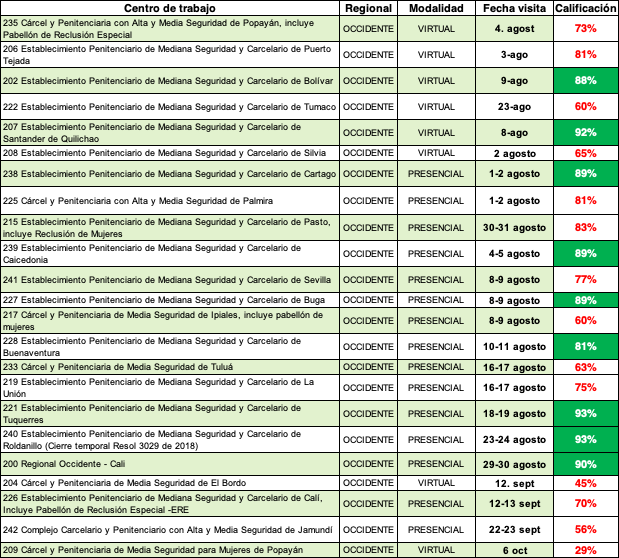 Centro de trabajo Regional Modalidad Fecha visita Calificación
235 Cárcel y Penitenciaria con Alta y Media Seguridad de Popayán, incluye
Pabellón de Reclusión Especial OCCIDENTE VIRTUAL 4. agost 73%
206 Establecimiento Penitenciario de Mediana Seguridad y Carcelario de Puerto
Tejada OCCIDENTE VIRTUAL 3-ago 81%
202 Establecimiento Penitenciario de Mediana Seguridad y Carcelario de Bolívar OCCIDENTE VIRTUAL 9-ago 88%
222 Establecimiento Penitenciario de Mediana Seguridad y Carcelario de Tumaco OCCIDENTE VIRTUAL 23-ago 60%
207 Establecimiento Penitenciario de Mediana Seguridad y Carcelario de
Santander de Quilichao OCCIDENTE VIRTUAL 8-ago 92%
208 Establecimiento Penitenciario de Mediana Seguridad y Carcelario de Silvia OCCIDENTE VIRTUAL 2 agosto 65%
238 Establecimiento Penitenciario de Mediana Seguridad y Carcelario de Cartago OCCIDENTE PRESENCIAL 1-2 agosto 89%
225 Cárcel y Penitenciaria con Alta y Media Seguridad de Palmira OCCIDENTE PRESENCIAL 1-2 agosto 81%
215 Establecimiento Penitenciario de Mediana Seguridad y Carcelario de Pasto,
incluye Reclusión de Mujeres OCCIDENTE PRESENCIAL 30-31 agosto 83%
239 Establecimiento Penitenciario de Mediana Seguridad y Carcelario de
Caicedonia OCCIDENTE PRESENCIAL 4-5 agosto 89%
241 Establecimiento Penitenciario de Mediana Seguridad y Carcelario de Sevilla OCCIDENTE PRESENCIAL 8-9 agosto 77%
227 Establecimiento Penitenciario de Mediana Seguridad y Carcelario de Buga OCCIDENTE PRESENCIAL 8-9 agosto 89%
217 Cárcel y Penitenciaria de Media Seguridad de Ipiales, incluye pabellón de
mujeres OCCIDENTE PRESENCIAL 8-9 agosto 60%
228 Establecimiento Penitenciario de Mediana Seguridad y Carcelario de
Buenaventura OCCIDENTE PRESENCIAL 10-11 agosto 81%
233 Cárcel y Penitenciaria de Media Seguridad de Tuluá OCCIDENTE PRESENCIAL 16-17 agosto 63%
219 Establecimiento Penitenciario de Mediana Seguridad y Carcelario de La
Unión OCCIDENTE PRESENCIAL 16-17 agosto 75%
221 Establecimiento Penitenciario de Mediana Seguridad y Carcelario de
Tuquerres OCCIDENTE PRESENCIAL 18-19 agosto 93%
240 Establecimiento Penitenciario de Mediana Seguridad y Carcelario de
Roldanillo (Cierre temporal Resol 3029 de 2018) OCCIDENTE PRESENCIAL 23-24 agosto 93%
200 Regional Occidente - Cali OCCIDENTE PRESENCIAL 29-30 agosto 90%
204 Cárcel y Penitenciaria de Media Seguridad de El Bordo OCCIDENTE VIRTUAL 12. sept 45%
226 Establecimiento Penitenciario de Mediana Seguridad y Carcelario de Calí,
Incluye Pabellón de Reclusión Especial -ERE OCCIDENTE PRESENCIAL 12-13 sept 70%
242 Complejo Carcelario y Penitenciario con Alta y Media Seguridad de Jamundí OCCIDENTE PRESENCIAL 22-23 sept 56%
209 Cárcel y Penitenciaria de Media Seguridad para Mujeres de Popayán OCCIDENTE VIRTUAL 6 oct 29%